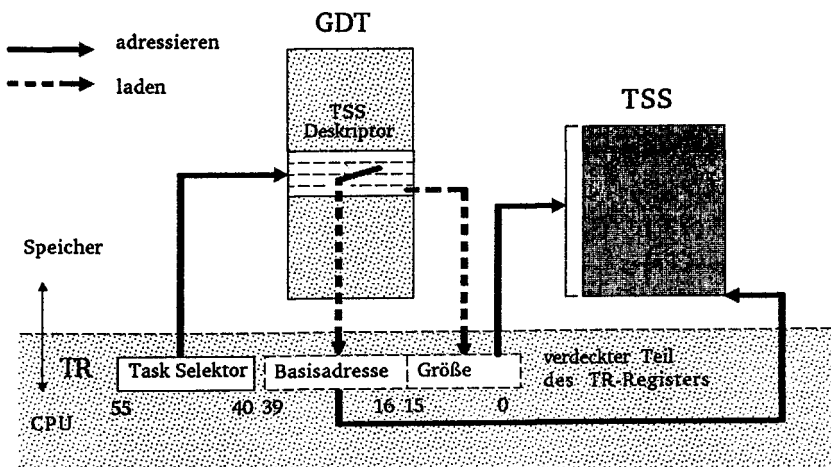 GDT
adressieren
laden
TSS
TSS
Deskriptor
Speicher
TR
Task Selektor
Basisadresse
Größe
verdeckter Teil
des TR-Registers
55
40
39
16
15
0
CPU